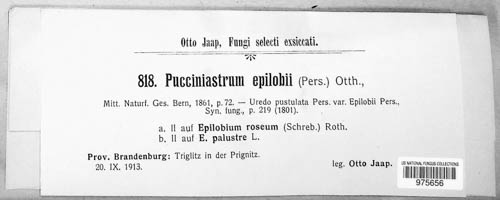 Otto Jaap, Fungi selecti exsiccati.
818. Pucciniastrum epilobii (Pers.) Otth.,
Mitt. Naturf. Ges. Bern, 1861, p. 72. — Uredo pustulata Pers. var. Epilobii Pers.,
Syn. fung., p. 219 (1801).
a. II auf Epilobium roseum (Schreb.) Roth.
b. II auf E. palustre L.
Prov. Brandenburg: Triglitz in der Prignitz.
20. IX. 1913.
leg. Otto Jaap.
US NATIONAL FUNGUS COLLECTIONS
975656